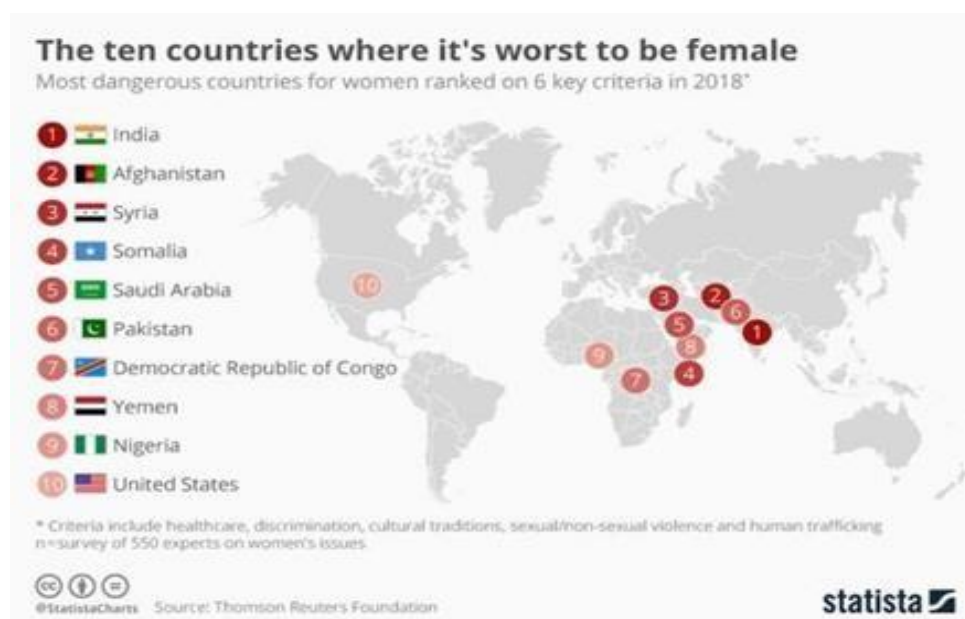 The ten countries where it's worst to be female
Most dangerous countries for women ranked on 6 key criteria in 2018*
1 India
2 Afghanistan
3 Syria
4 Somalia
5 Saudi Arabia
6 Pakistan
7 Democratic Republic of Congo
8 Yemen
9 Nigeria
10 United States
10
3
2
6
5
1
8
9
4
7
* Criteria include healthcare, discrimination, cultural traditions, sexual/non-sexual violence and human trafficking
n=survey of 550 experts on women's issues
cc
@StatistaCharts Source: Thomson Reuters Foundation
statista